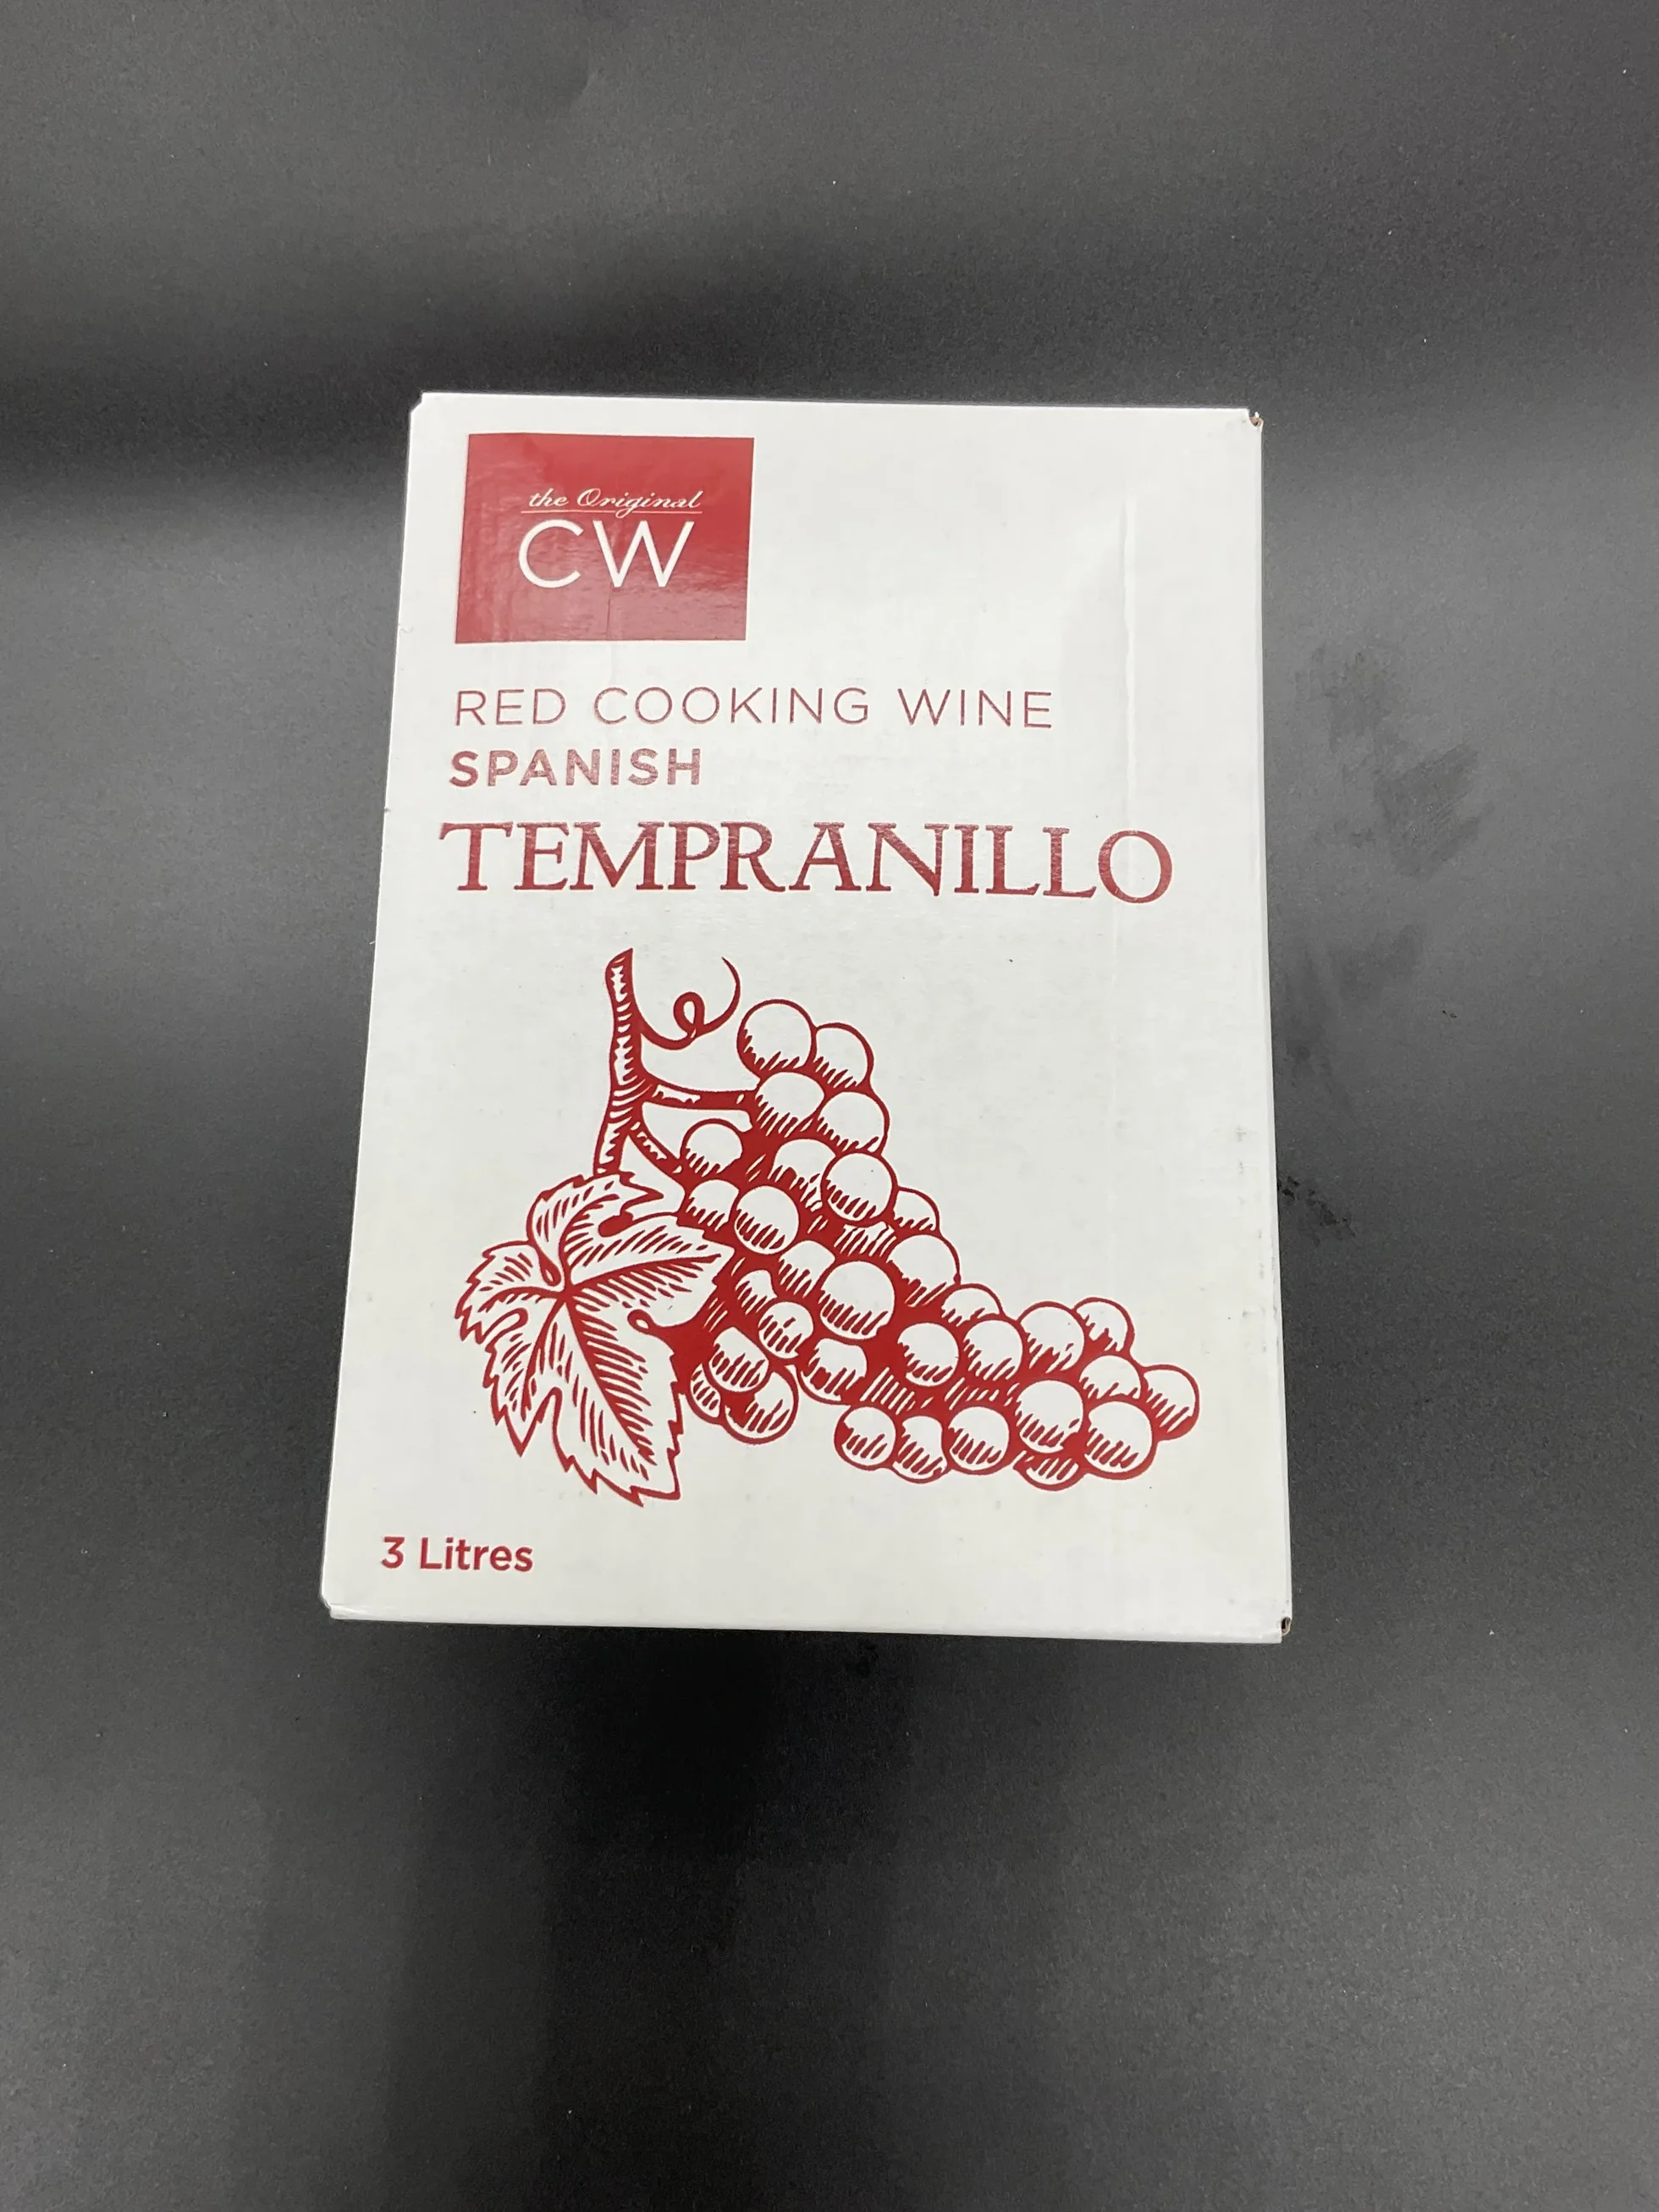 the Original
CW
RED COOKING WINE
SPANISH
TEMPRANILLO
3 Litres